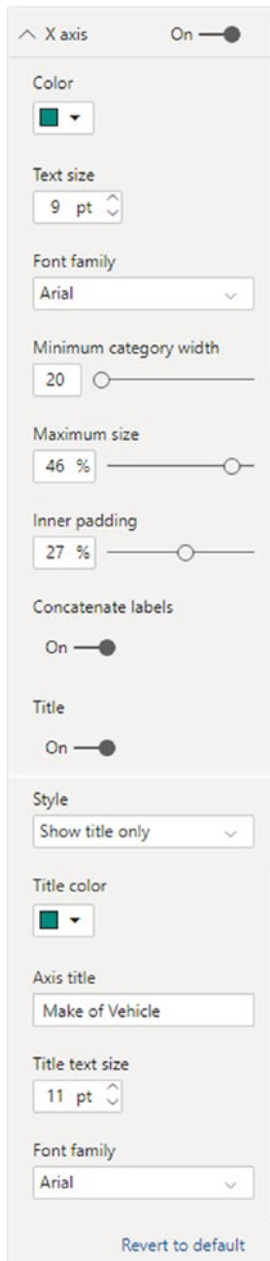 X axis On
Color
Text size
9 pt
Font family
Arial
Minimum category width
20
Maximum size
46 %
Inner padding
27 %
Concatenate labels
On
Title
On
Style
Show title only
Title color
Axis title
Make of Vehicle
Title text size
11 pt
Font family
Arial
Revert to default